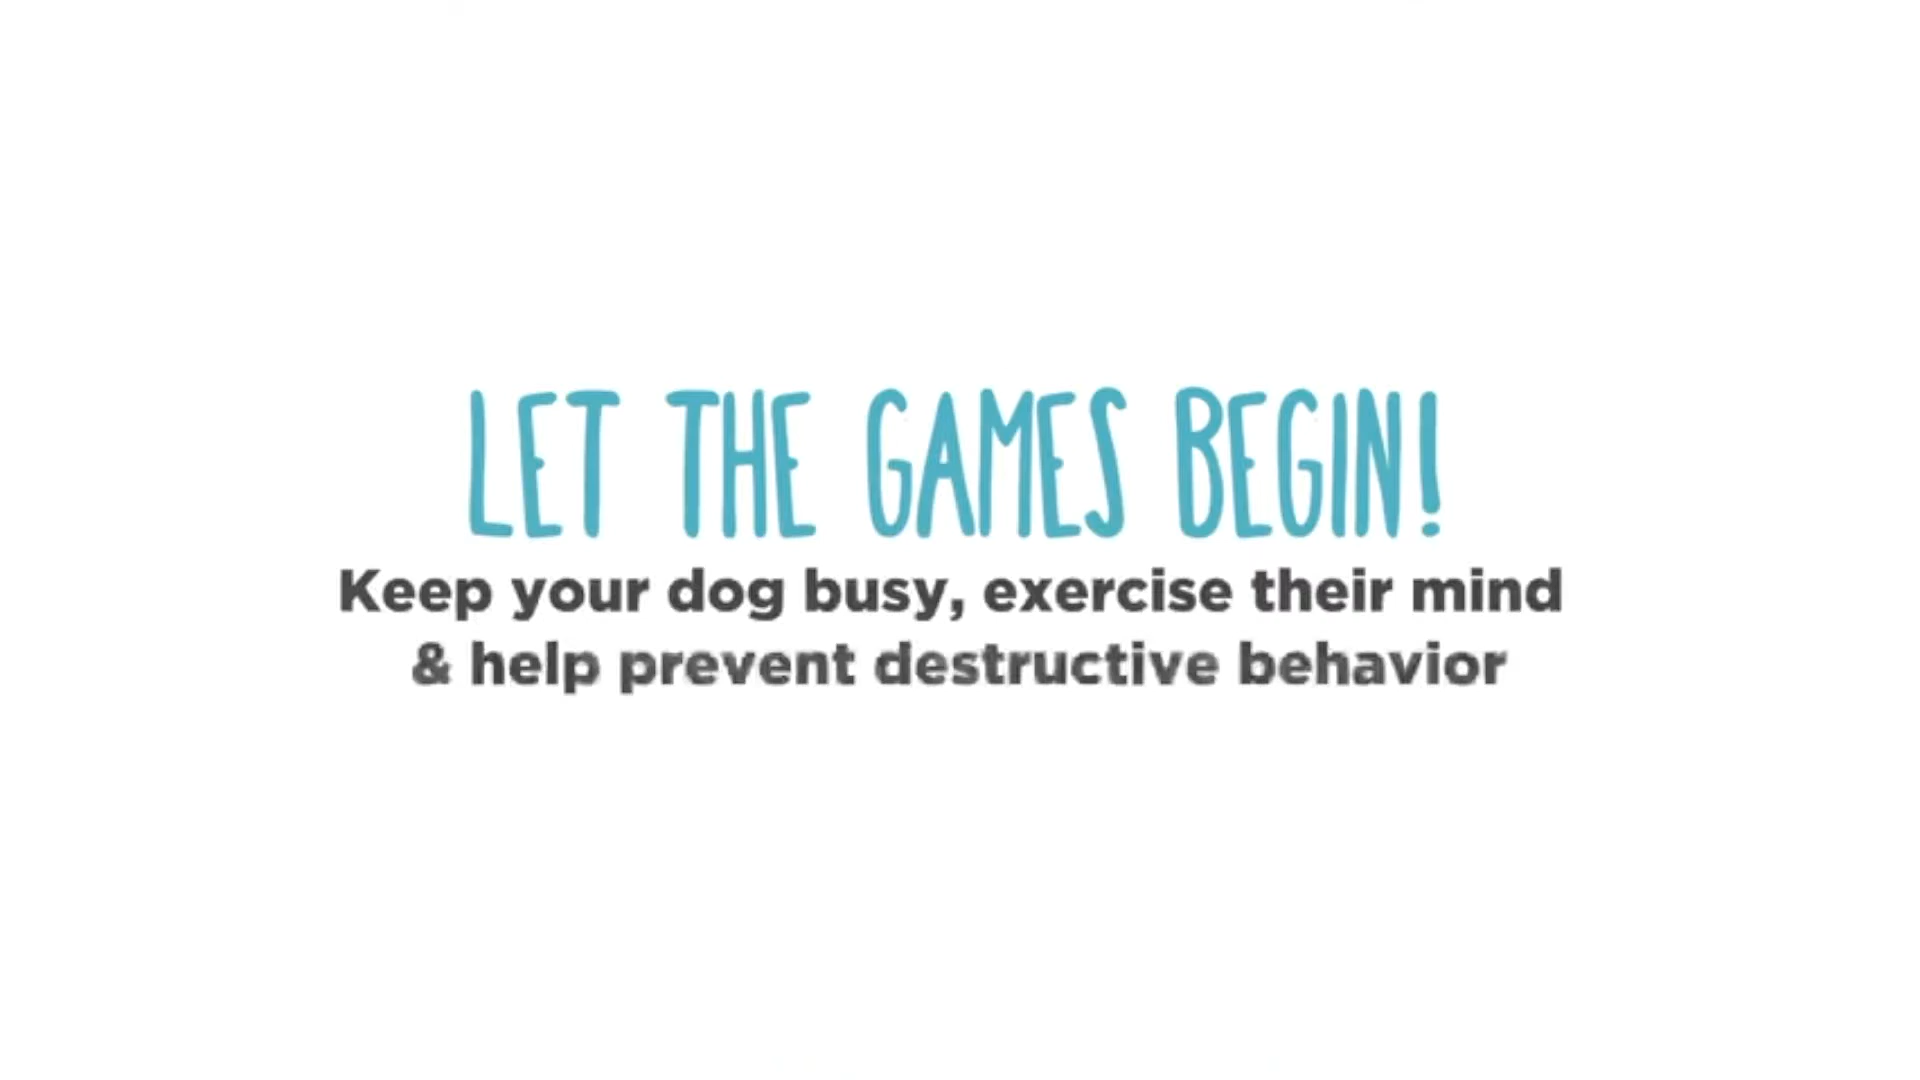 LET THE GAMES BEGIN!
Keep your dog busy, exercise their mind
& help prevent destructive behavior